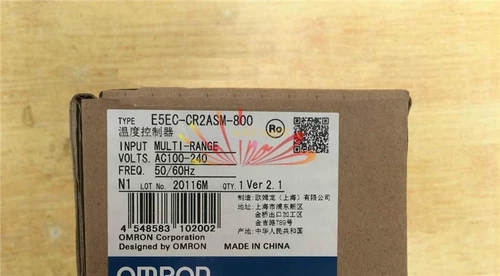 TYPE E5EC-CR2ASM-800
温度控制器
Ro
INPUT MULTI-RANGE
VOLTS. AC100-240
FREQ. 50/60Hz
N1 LOT No. 20116M QTY. 1 Ver 2.1
制造: 欧姆龙(上海)有限公司
地址: 上海市浦东新区
金桥出口加工区
金吉路789号
产地: 中华人民共和国
4 548583 102002
OMRON Corporation
Designed by OMRON MADE IN CHINA
OMRON